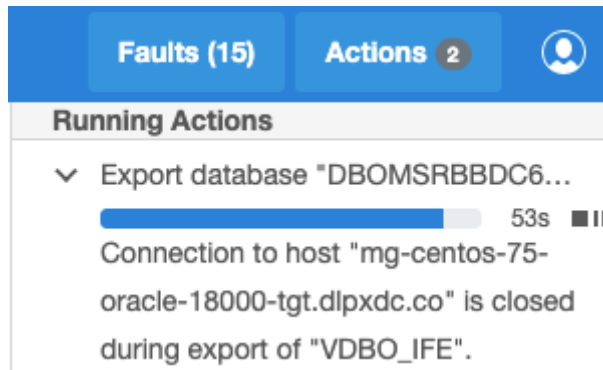 Faults (15) Actions 2
Running Actions
Export database "DBOMSRBBDC6...
53s
Connection to host "mg-centos-75-
oracle-18000-tgt.dlpxdc.co" is closed
during export of "VDBO_IFE".